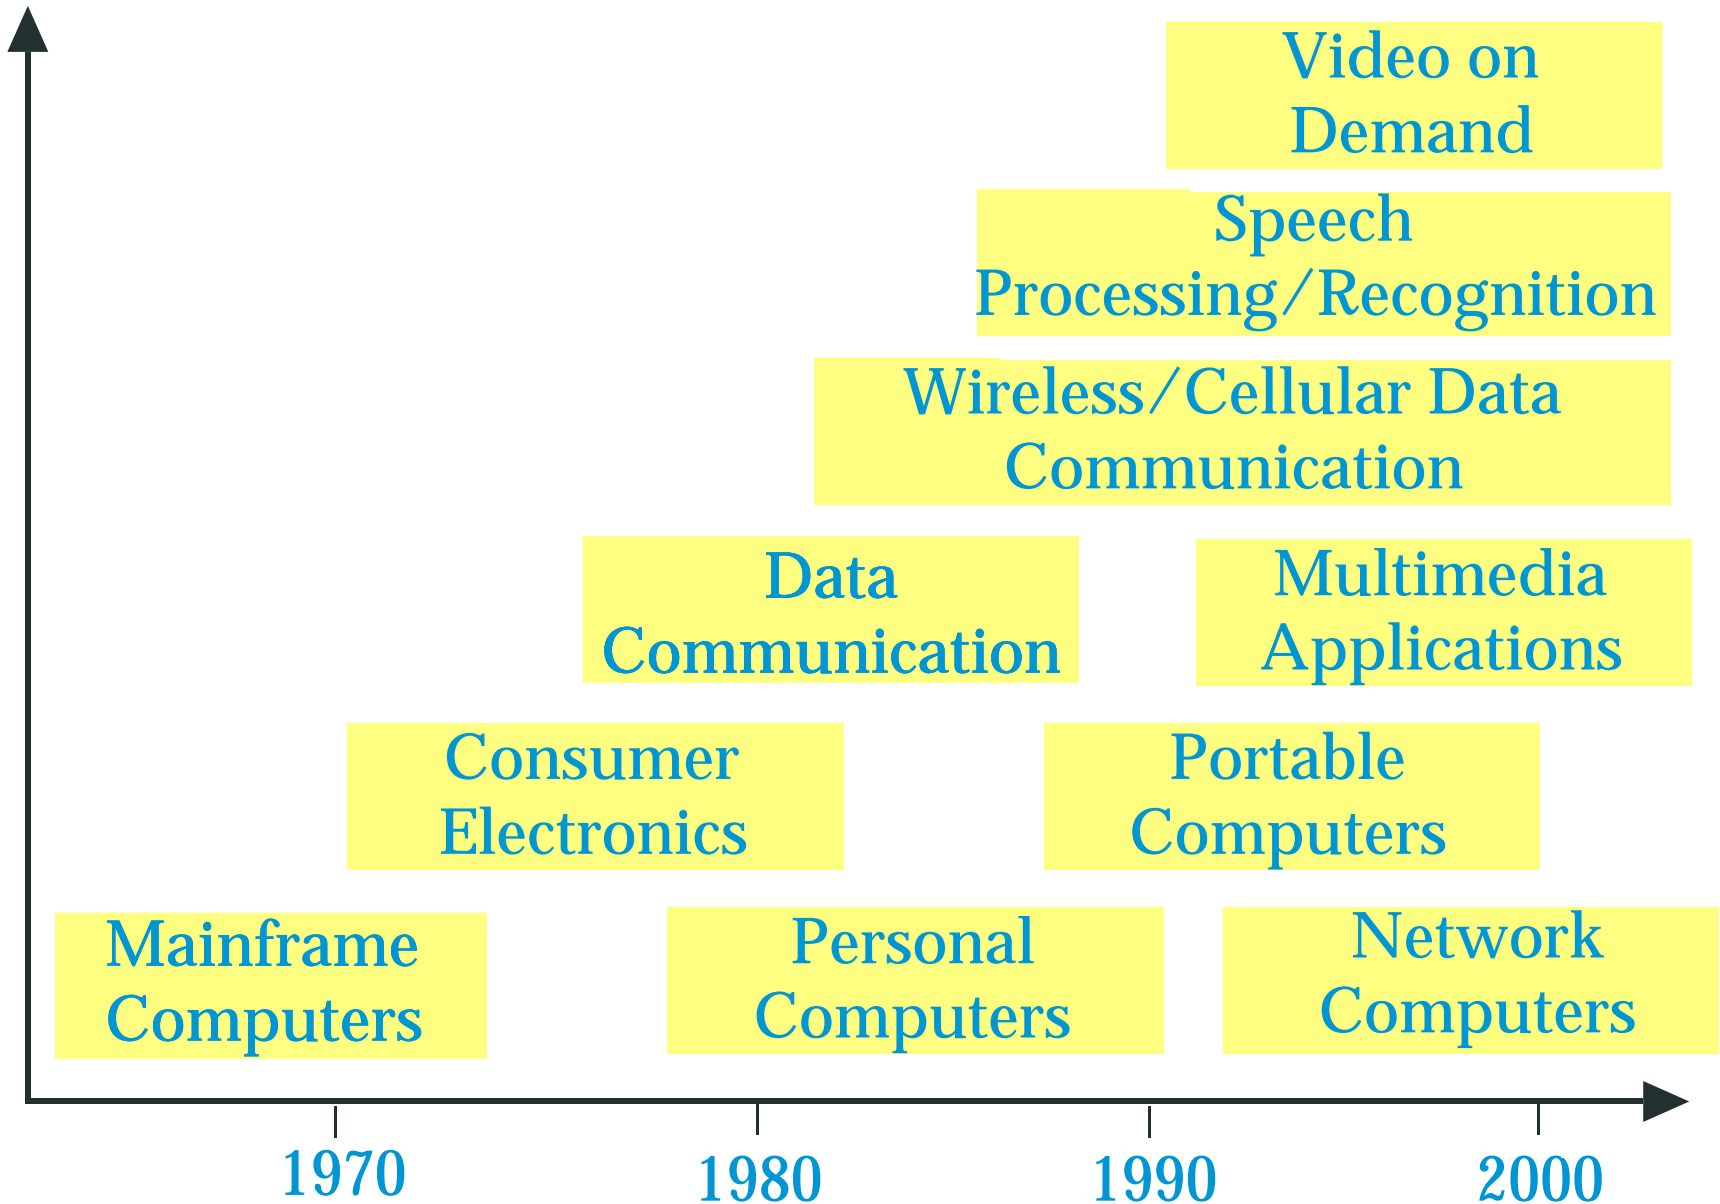 Video on
Demand
Speech
Processing/Recognition
Wireless/Cellular Data
Communication
Data
Communication
Multimedia
Applications
Consumer
Electronics
Portable
Computers
Mainframe
Computers
Personal
Computers
Network
Computers
1970
1980
1990
2000